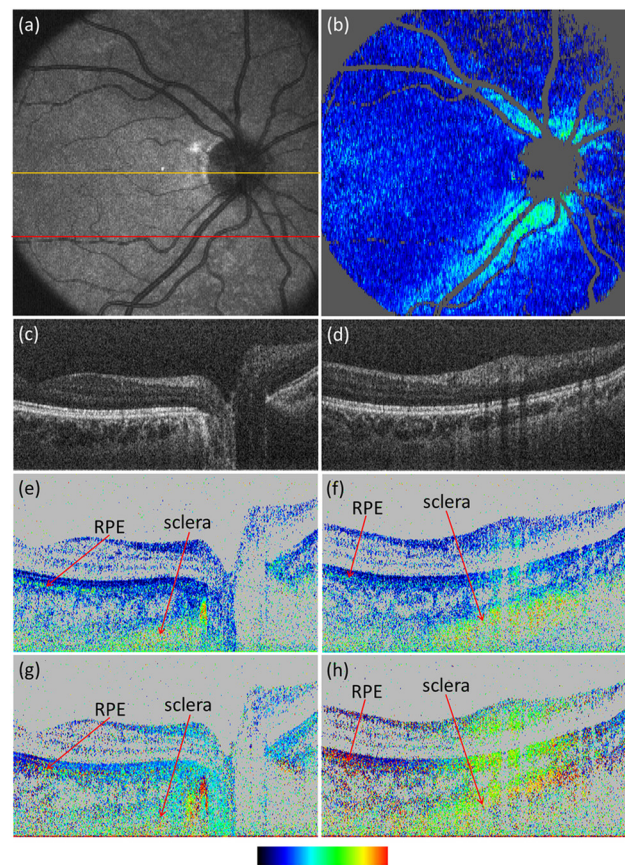 (a)
(b)
(c)
(d)
(e)
RPE
sclera
(f)
RPE
sclera
(g)
RPE
sclera
(h)
RPE
sclera